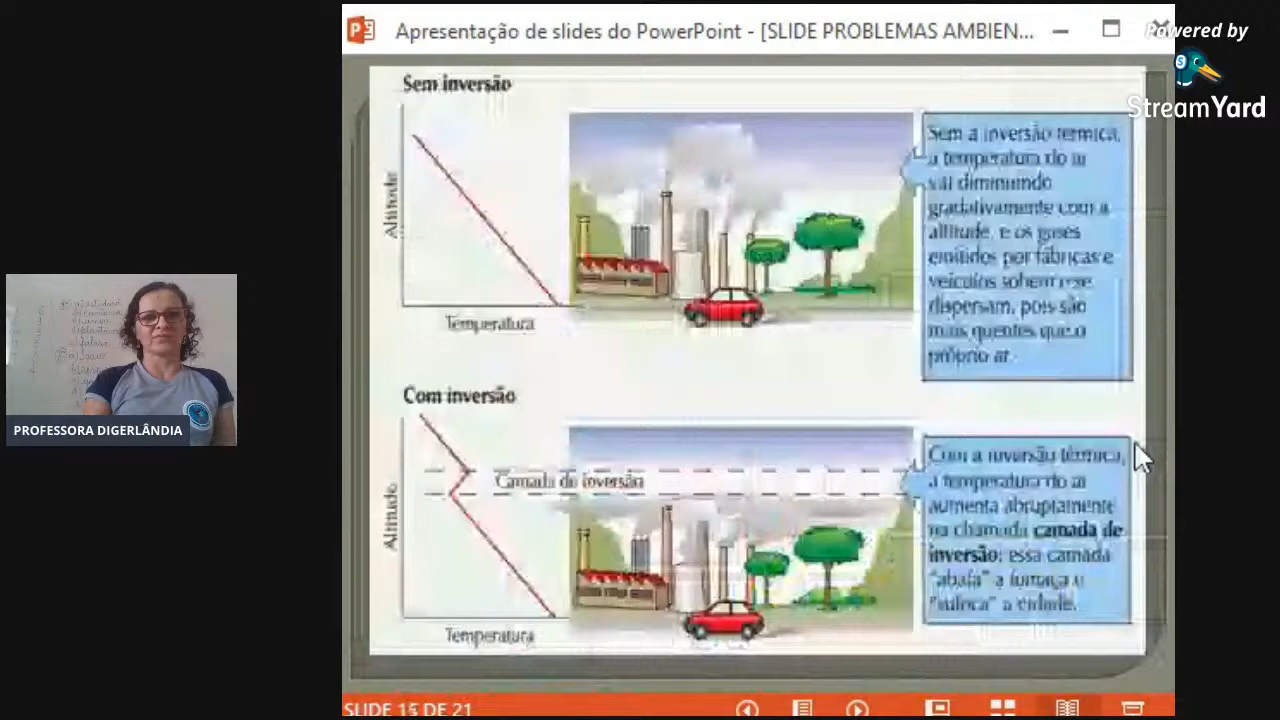 Apresentação de slides do PowerPoint - [SLIDE PROBLEMAS AMBIEN...
Powered by
StreamYard
Sem inversão
Altitude
Temperatura
Sem a inversão térmica,
a temperatura do ar
vai diminuindo
gradativamente com a
altitude, e os gases
emitidos por fábricas e
veículos sobem e se
dispersam, pois são
mais quentes que o
próprio ar.
Com inversão
Altitude
Camada de inversão
Temperatura
Com a inversão térmica,
a temperatura do ar
aumenta abruptamente
na chamada camada de
inversão: essa camada
"abafa" a fumaça e
"sufoca" a cidade.
PROFESSORA DIGERLÂNDIA
SLIDE 15 DE 21